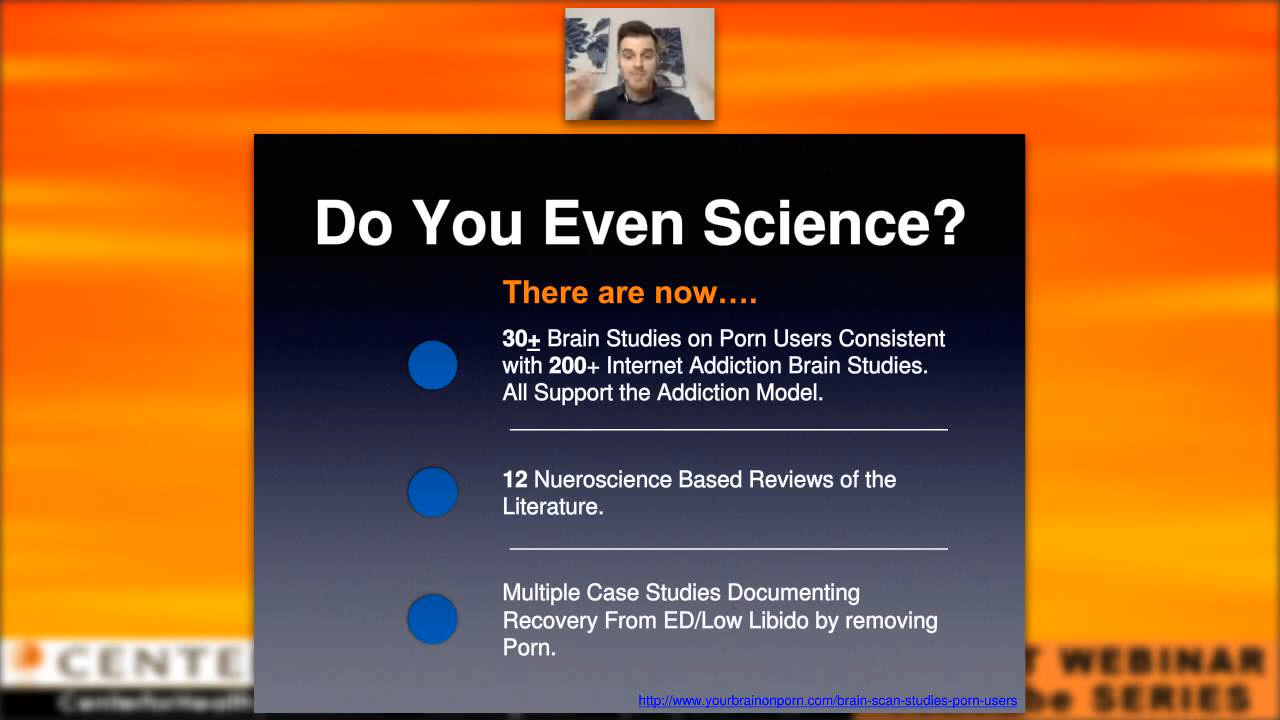 Do You Even Science?
There are now….
30+ Brain Studies on Porn Users Consistent
with 200+ Internet Addiction Brain Studies.
All Support the Addiction Model.
12 Nueroscience Based Reviews of the
Literature.
Multiple Case Studies Documenting
Recovery From ED/Low Libido by removing
Porn.
http://www.yourbrainonporn.com/brain-scan-studies-porn-users
WEBINAR
SERIES